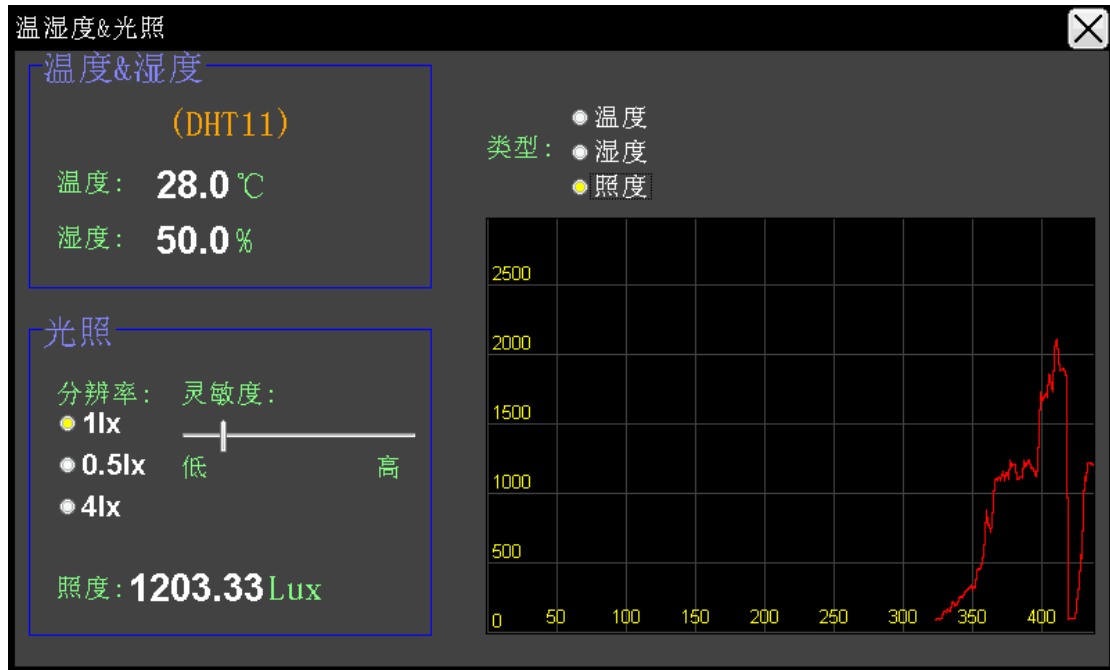 温湿度&光照
温度&湿度
(DHT11)
温度: 28.0℃
湿度: 50.0%
光照
分辨率: 灵敏度:
1lx
0.5lx
4lx
低 高
照度:1203.33Lux
类型:
温度
湿度
照度
2500
2000
1500
1000
500
0 50 100 150 200 250 300 350 400